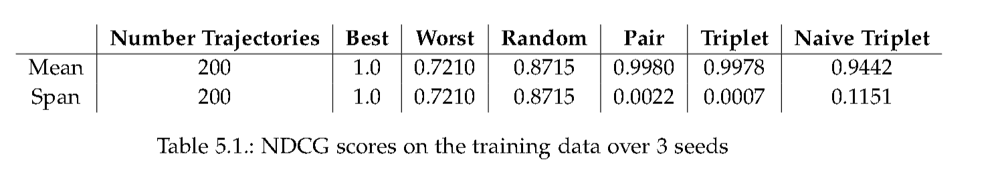 Number Trajectories Best Worst Random Pair Triplet Naive Triplet
Mean 200 1.0 0.7210 0.8715 0.9980 0.9978 0.9442
Span 200 1.0 0.7210 0.8715 0.0022 0.0007 0.1151
Table 5.1.: NDCG scores on the training data over 3 seeds